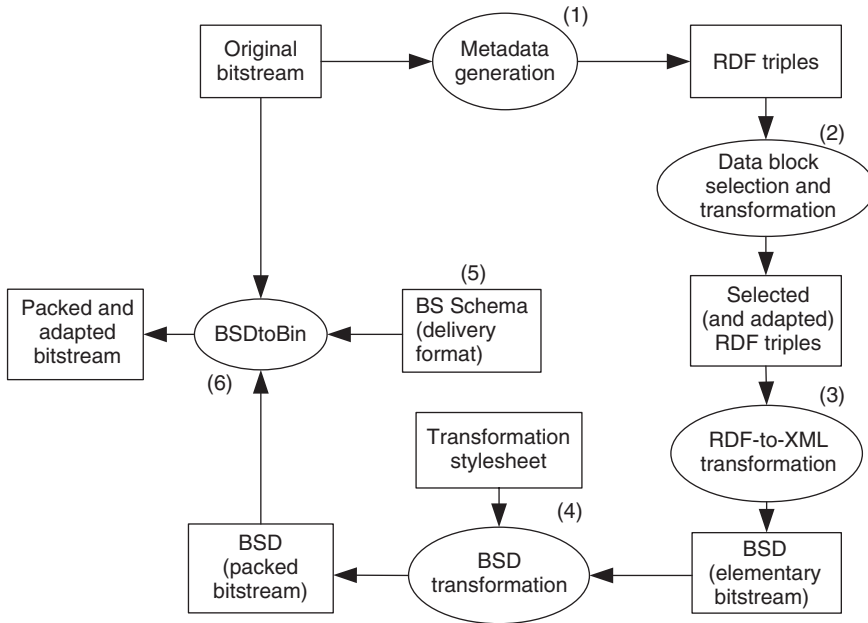 (1)
Original
bitstream
Metadada
generation
RDF triples
(2)
Data block
selection and
transformation
(5)
Packed and
adapted
bitstream
BSDtoBin
(6)
BS Schema
(delivery
format)
Selected
(and adapted)
RDF triples
(3)
Transformation
stylesheet
RDF-to-XML
transformation
(4)
BSD
(packed
bitstream)
BSD
transformation
BSD
(elementary
bitstream)